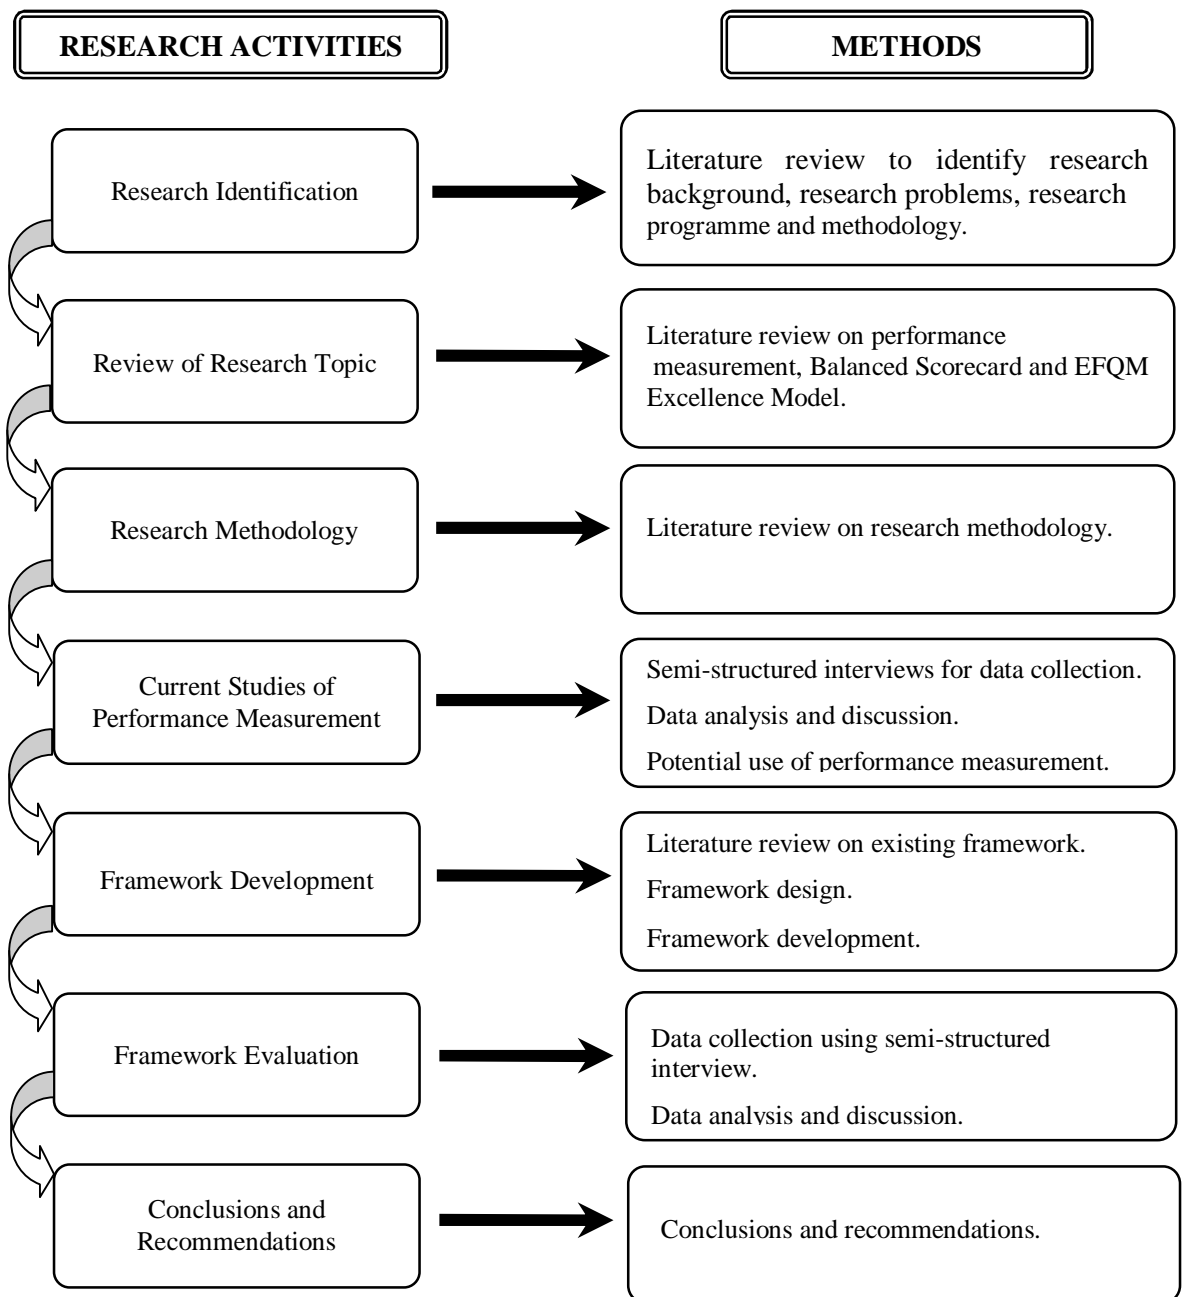 RESEARCH ACTIVITIES
METHODS
Research Identification
Literature review to identify research
background, research problems, research
programme and methodology.
Review of Research Topic
Literature review on performance
measurement, Balanced Scorecard and EFQM
Excellence Model.
Research Methodology
Literature review on research methodology.
Current Studies of
Performance Measurement
Semi-structured interviews for data collection.
Data analysis and discussion.
Potential use of performance measurement.
Framework Development
Literature review on existing framework.
Framework design.
Framework development.
Framework Evaluation
Data collection using semi-structured
interview.
Data analysis and discussion.
Conclusions and
Recommendations
Conclusions and recommendations.